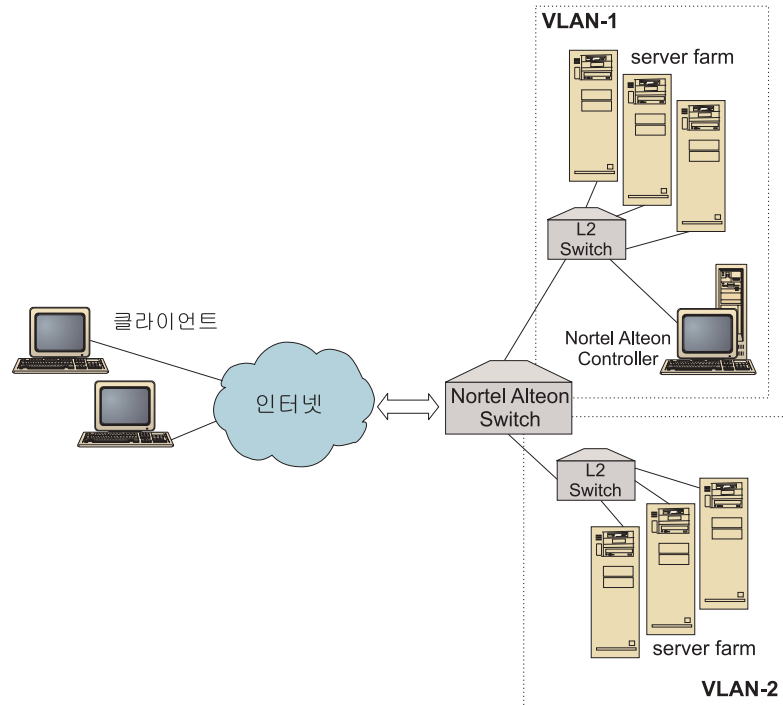 VLAN-1
server farm
L2
Switch
클라이언트
Nortel Alteon
Controller
인터넷
Nortel Alteon
Switch
L2
Switch
server farm
VLAN-2